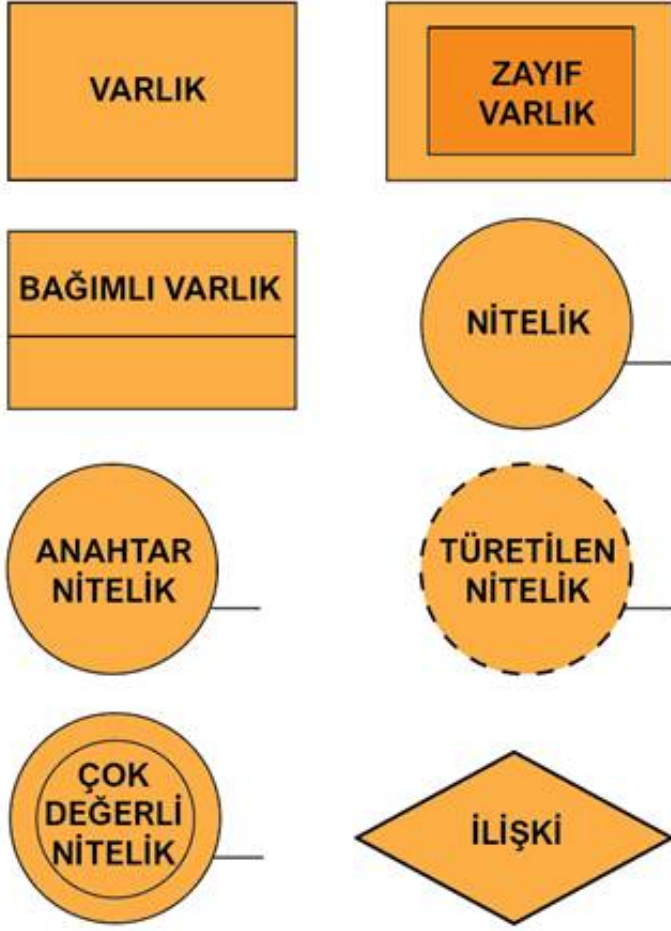 VARLIK
ZAYIF
VARLIK
BAĞIMLI VARLIK
NİTELİK
ANAHTAR
NİTELİK
TÜRETİLEN
NİTELİK
ÇOK
DEĞERLİ
NİTELİK
İLİŞKİ